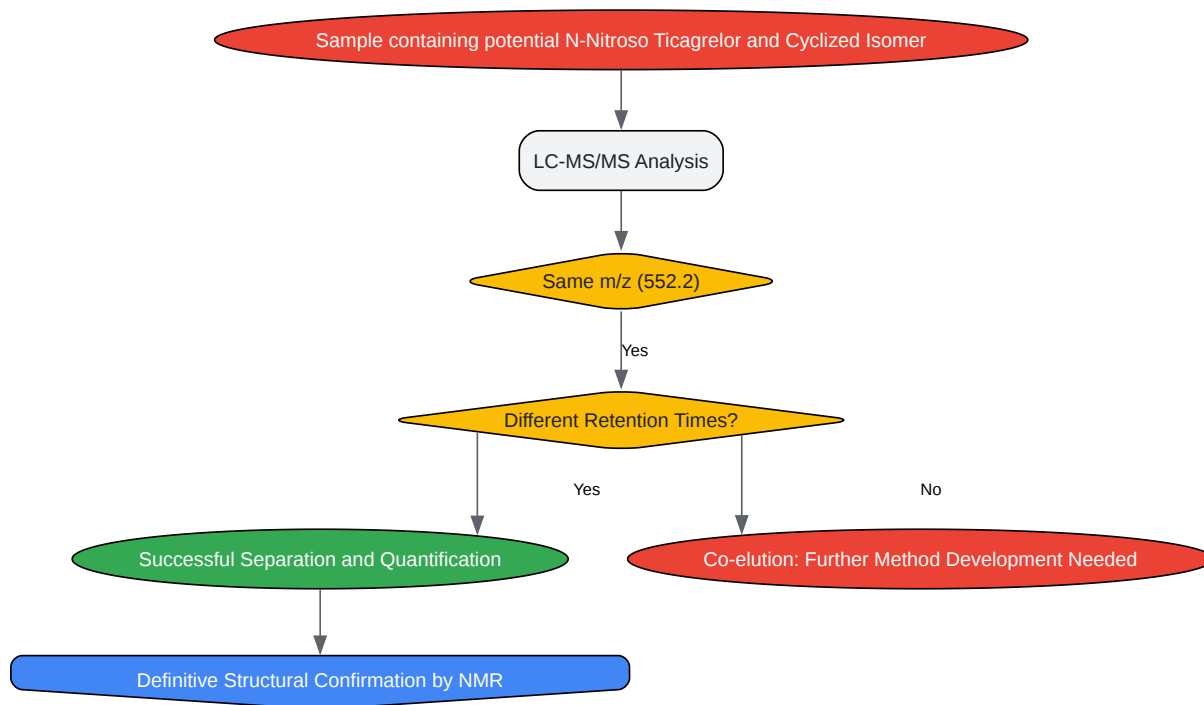 Sample containing potential N-Nitroso Ticagrelor and Cyclized Isomer
LC-MS/MS Analysis
Same m/z (552.2)
Yes
Different Retention Times?
Yes
No
Successful Separation and Quantification
Co-elution: Further Method Development Needed
Definitive Structural Confirmation by NMR